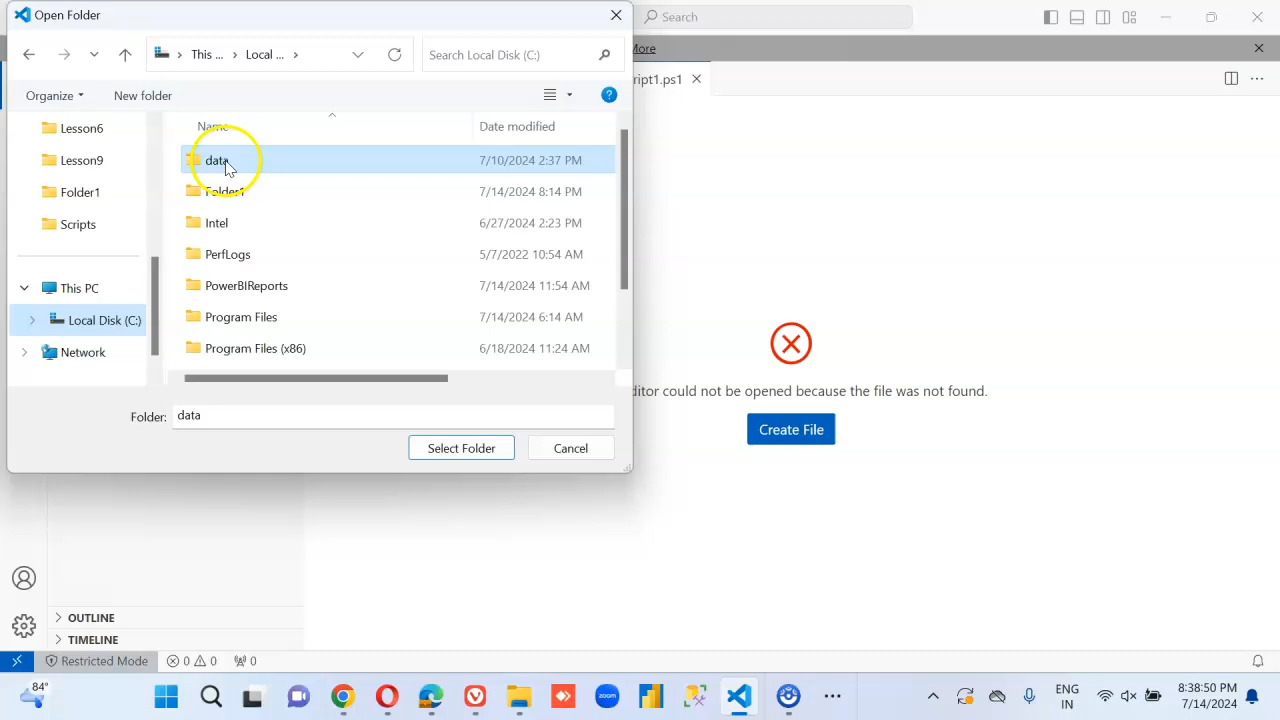 Open Folder
Search
This ...
Local ...
Search Local Disk (C:)
More
Organize
New folder
?
ript1.ps1
Lesson6
Lesson9
Folder1
Scripts
This PC
Local Disk (C:)
Network
Name
Date modified
data
7/10/2024 2:37 PM
Folder1
7/14/2024 8:14 PM
Intel
6/27/2024 2:23 PM
PerfLogs
5/7/2022 10:54 AM
PowerBIReports
7/14/2024 11:54 AM
Program Files
7/14/2024 6:14 AM
Program Files (x86)
6/18/2024 11:24 AM
Folder:
data
Select Folder
Cancel
ditor could not be opened because the file was not found.
Create File
OUTLINE
TIMELINE
Restricted Mode
0
0
0
84°
zoom
ENG
IN
8:38:50 PM
7/14/2024